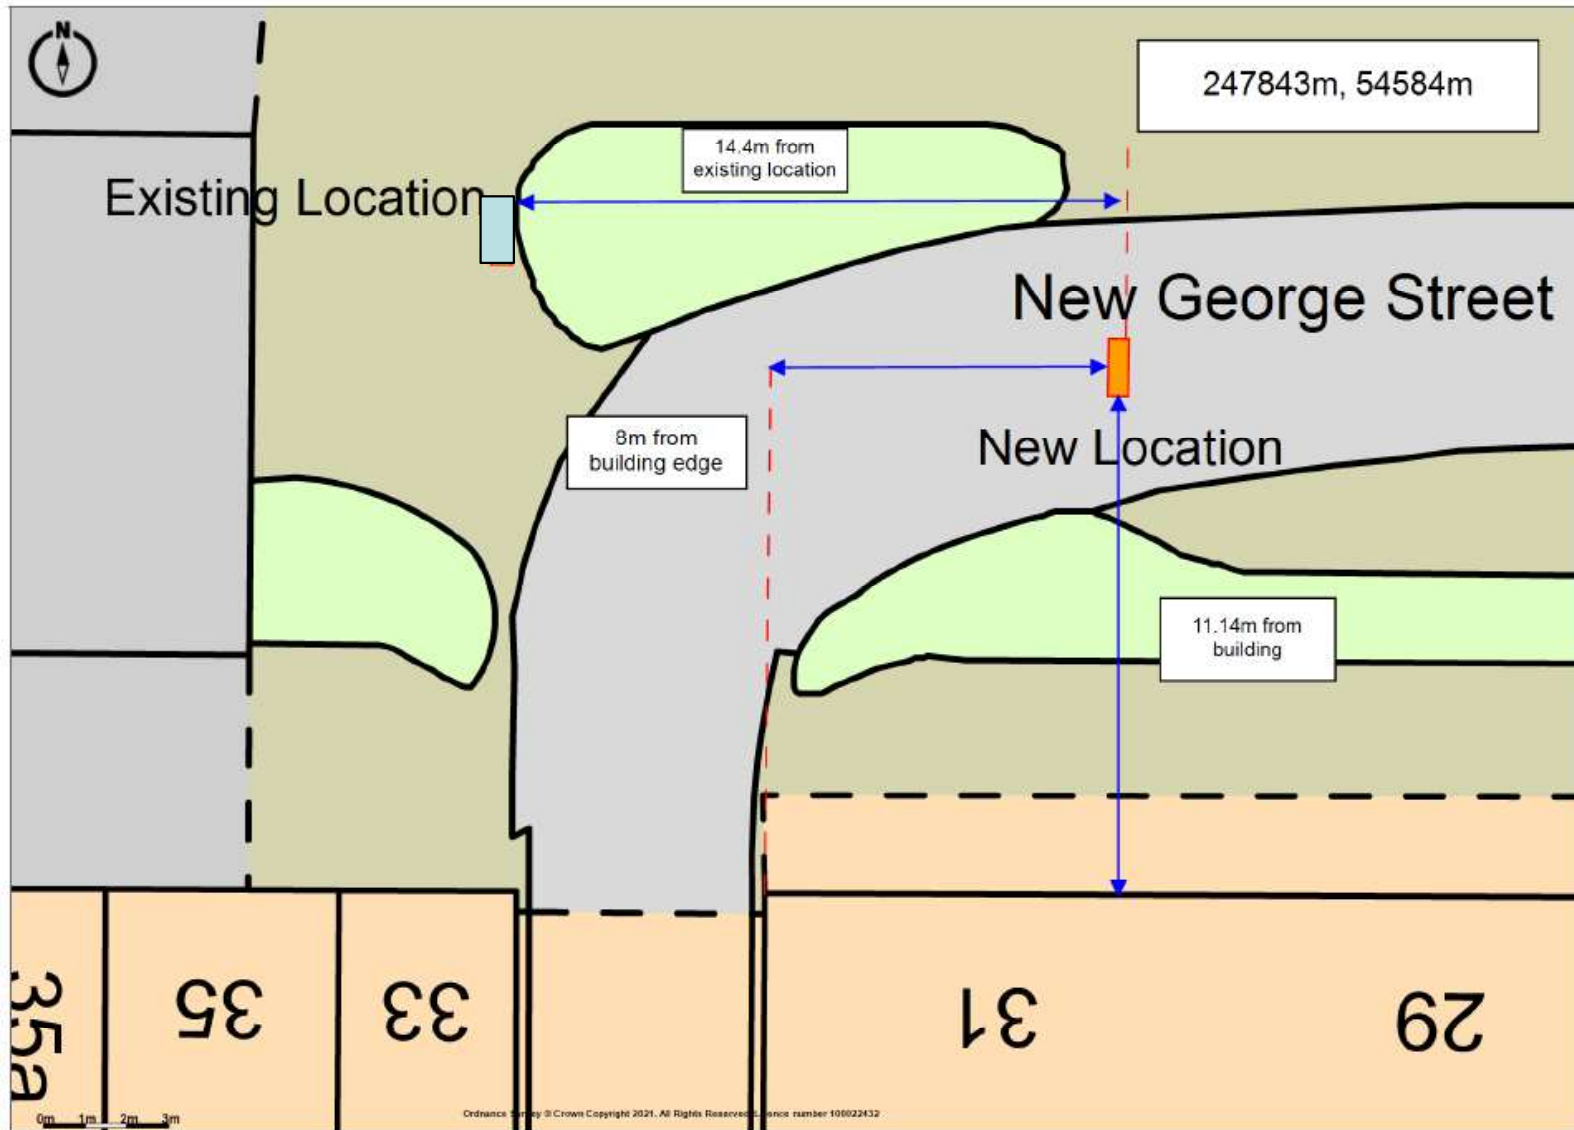 N
247843m, 54584m
14.4m from
existing location
Existing Location
New George Street
8m from
building edge
New Location
11.14m from
building
35a
35
33
31
29
0m 1m 2m 3m
Ordnance Survey © Crown Copyright 2021. All Rights Reserved. Licence number 100022432